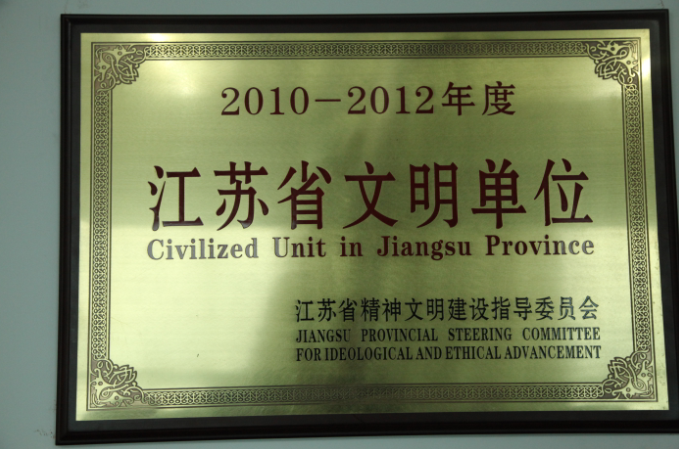 2010-2012年度
江苏省文明单位
Civilized Unit in Jiangsu Province
江苏省精神文明建设指导委员会
JIANGSU PROVINCIAL STEERING COMMITTEE
FOR IDEOLOGICAL AND ETHICAL ADVANCEMENT